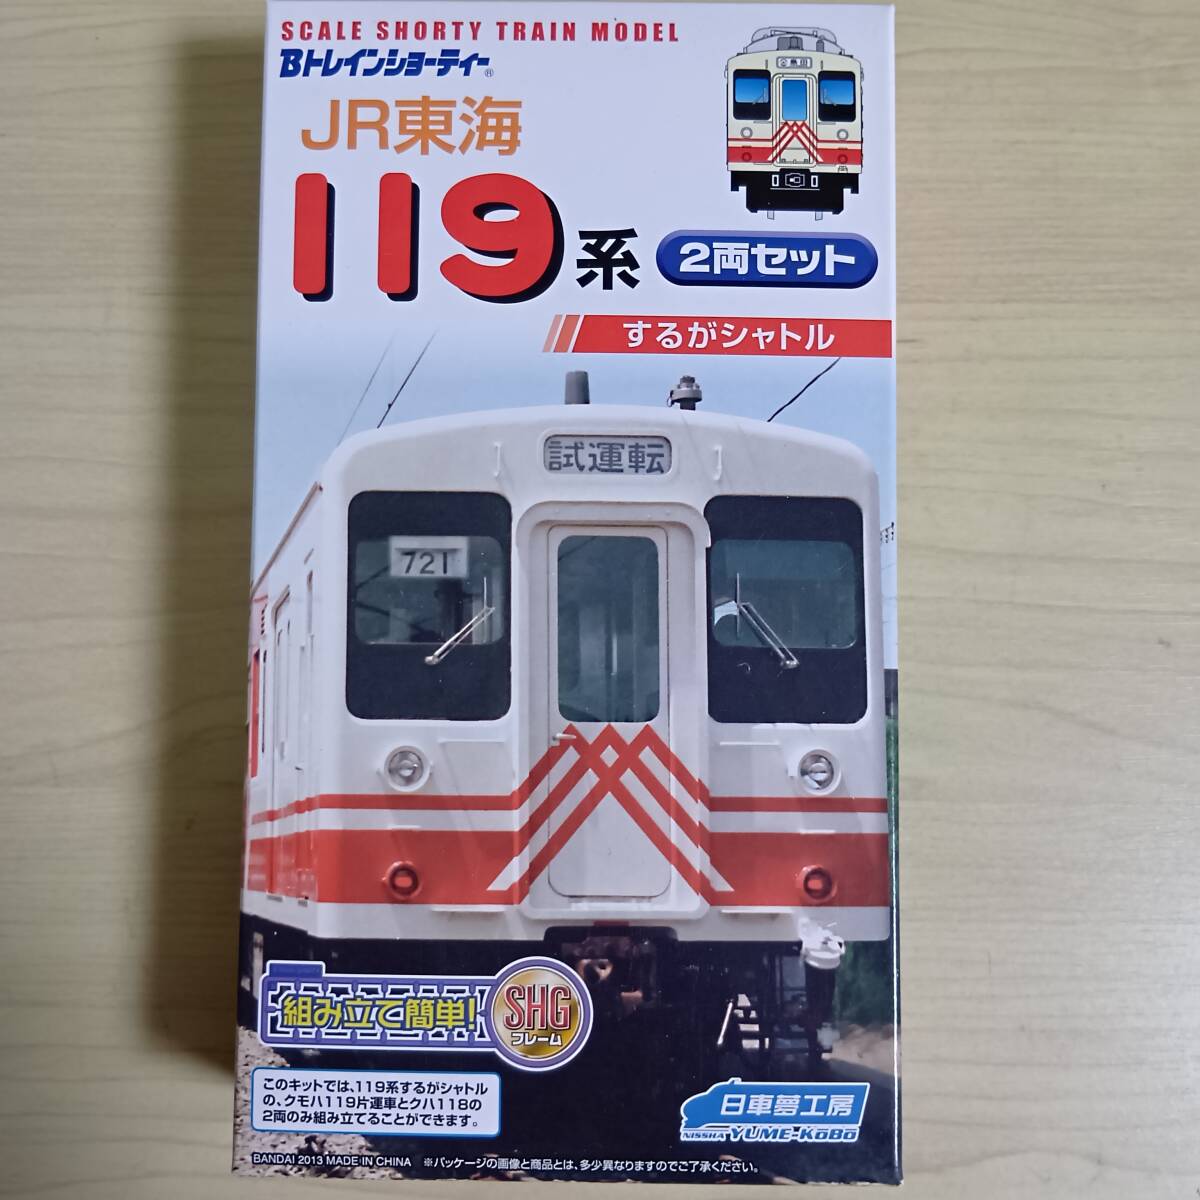 SCALE SHORTY TRAIN MODEL
Bトレインショーティー®
JR東海
119系 2両セット
するがシャトル
試運転
721
組み立て簡単!
SHG
フレーム
このキットでは、119系するがシャトル
の、クモハ119片運車とクハ118の
2両のみ組み立てることができます。
日車夢工房
NISSHA YUME-KōBō
BANDAI 2013 MADE IN CHINA ※パッケージの画像と商品とは、多少異なりますのでご了承ください。